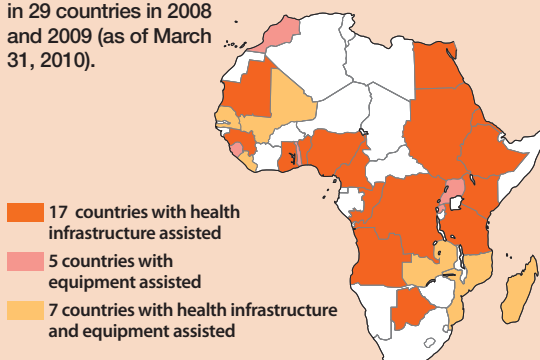 in 29 countries in 2008
and 2009 (as of March
31, 2010).
17 countries with health
infrastructure assisted
5 countries with
equipment assisted
7 countries with health infrastructure
and equipment assisted